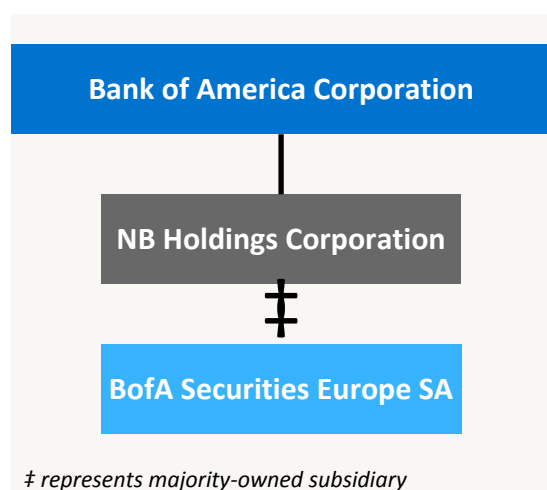 Bank of America Corporation
NB Holdings Corporation
‡
BofA Securities Europe SA
‡ represents majority-owned subsidiary